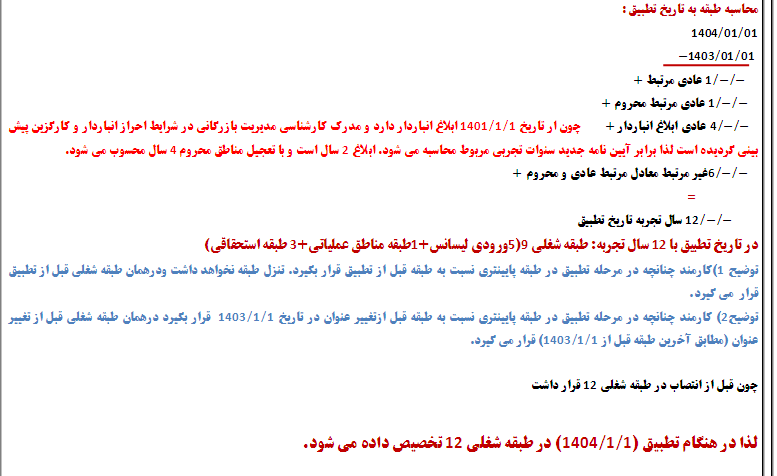 محاسبه طبقه به تاریخ تطبیق :
1404/01/01
1403/01/01–
–/–/1 عادی مرتبط +
–/–/1 عادی مرتبط محروم +
–/–/4 عادی ابلاغ انباردار + چون از تاریخ 1401/1/1 ابلاغ انباردار دارد و مدرک کارشناسی مدیریت بازرگانی در شرایط احراز انباردار و کارگزین پیش
بینی گردیده است لذا برابر آیین نامه جدید سنوات تجربی مربوط محاسبه می شود. ابلاغ 2 سال است و با تعجیل مناطق محروم 4 سال محسوب می شود.
–/–/6غیر مرتبط معادل مرتبط عادی و محروم +
=
–/–/12 سال تجربه تاریخ تطبیق
در تاریخ تطبیق با 12 سال تجربه: طبقه شغلی 9(5ورودی لیسانس+1طبقه مناطق عملیاتی+3 طبقه استحقاقی)
توضیح 1)کارمند چنانچه در مرحله تطبیق در طبقه پایینتری نسبت به طبقه قبل از تطبیق قرار بگیرد. تنزل طبقه نخواهد داشت ودرهمان طبقه شغلی قبل از تطبیق
قرار می گیرد.
توضیح2) کارمند چنانچه در مرحله تطبیق در طبقه پایینتری نسبت به طبقه قبل ازتغییر عنوان در تاریخ 1403/1/1 قرار بگیرد درهمان طبقه شغلی قبل از تغییر
عنوان (مطابق آخرین طبقه قبل از 1403/1/1) قرار می گیرد.
چون قبل از انتصاب در طبقه شغلی 12 قرار داشت
لذا در هنگام تطبیق (1404/1/1) در طبقه شغلی 12 تخصیص داده می شود.